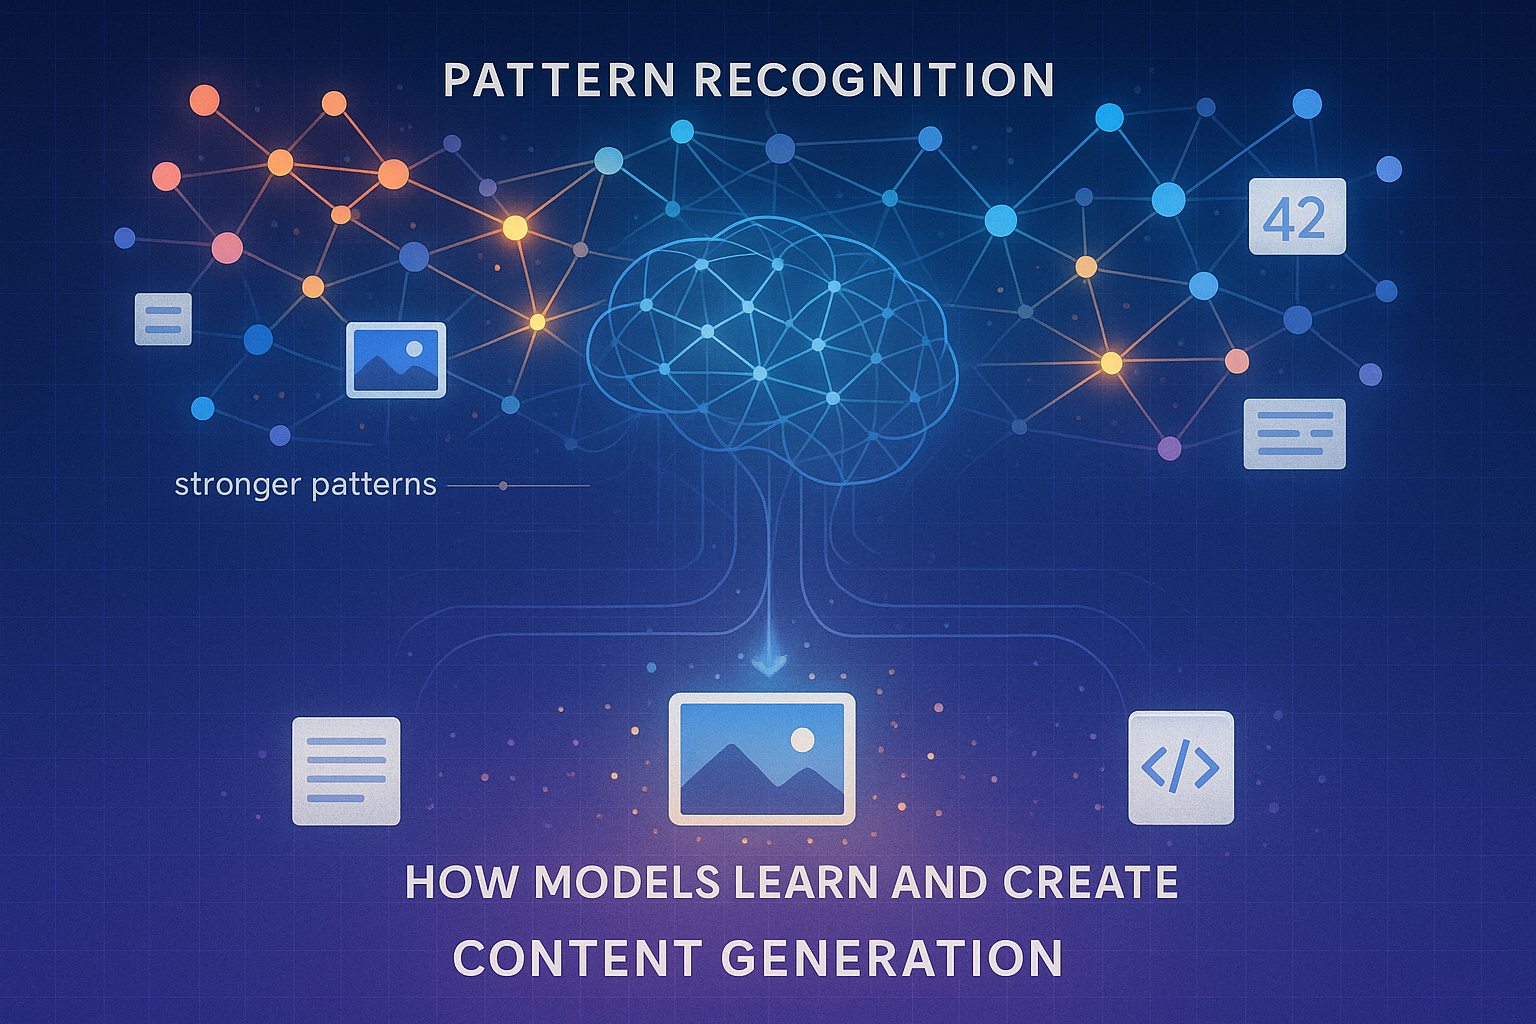 PATTERN RECOGNITION
42
stronger patterns
</>
HOW MODELS LEARN AND CREATE
CONTENT GENERATION